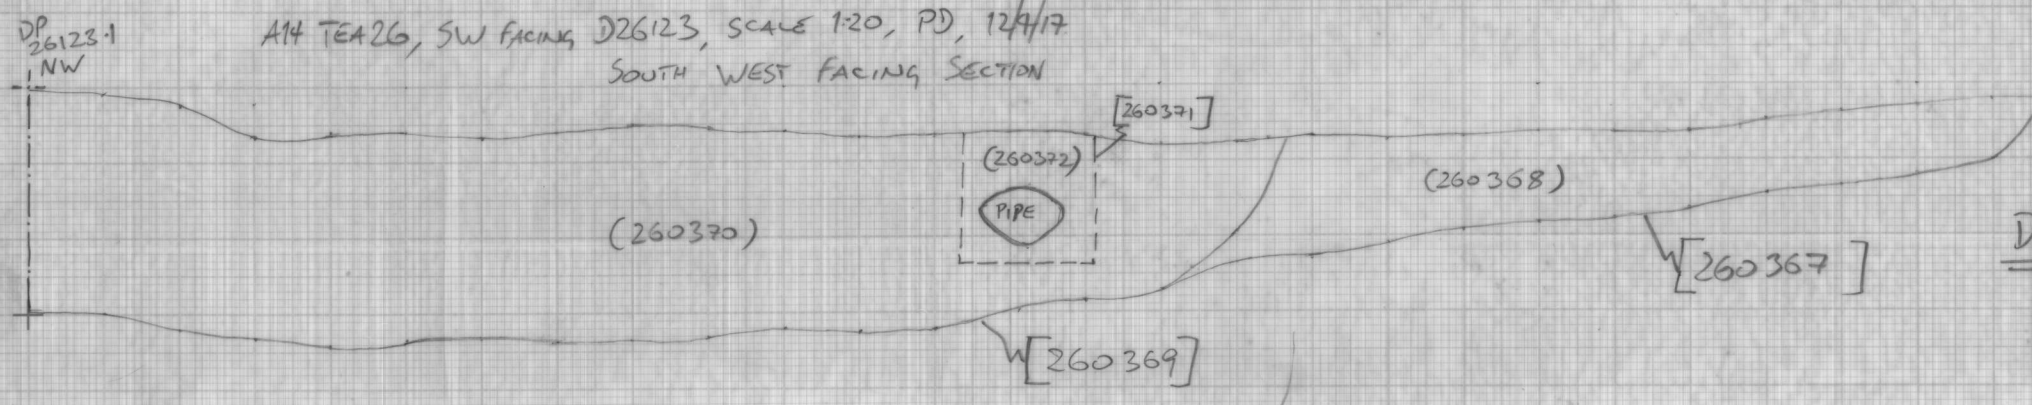 DP
26123.1
NW
A14 TEA26, SW FACING D26123, SCALE 1:20, PD, 12/9/17
SOUTH WEST FACING SECTION
[260371]
(260372)
PIPE
(260368)
(260370)
[260367]
[260369]
D